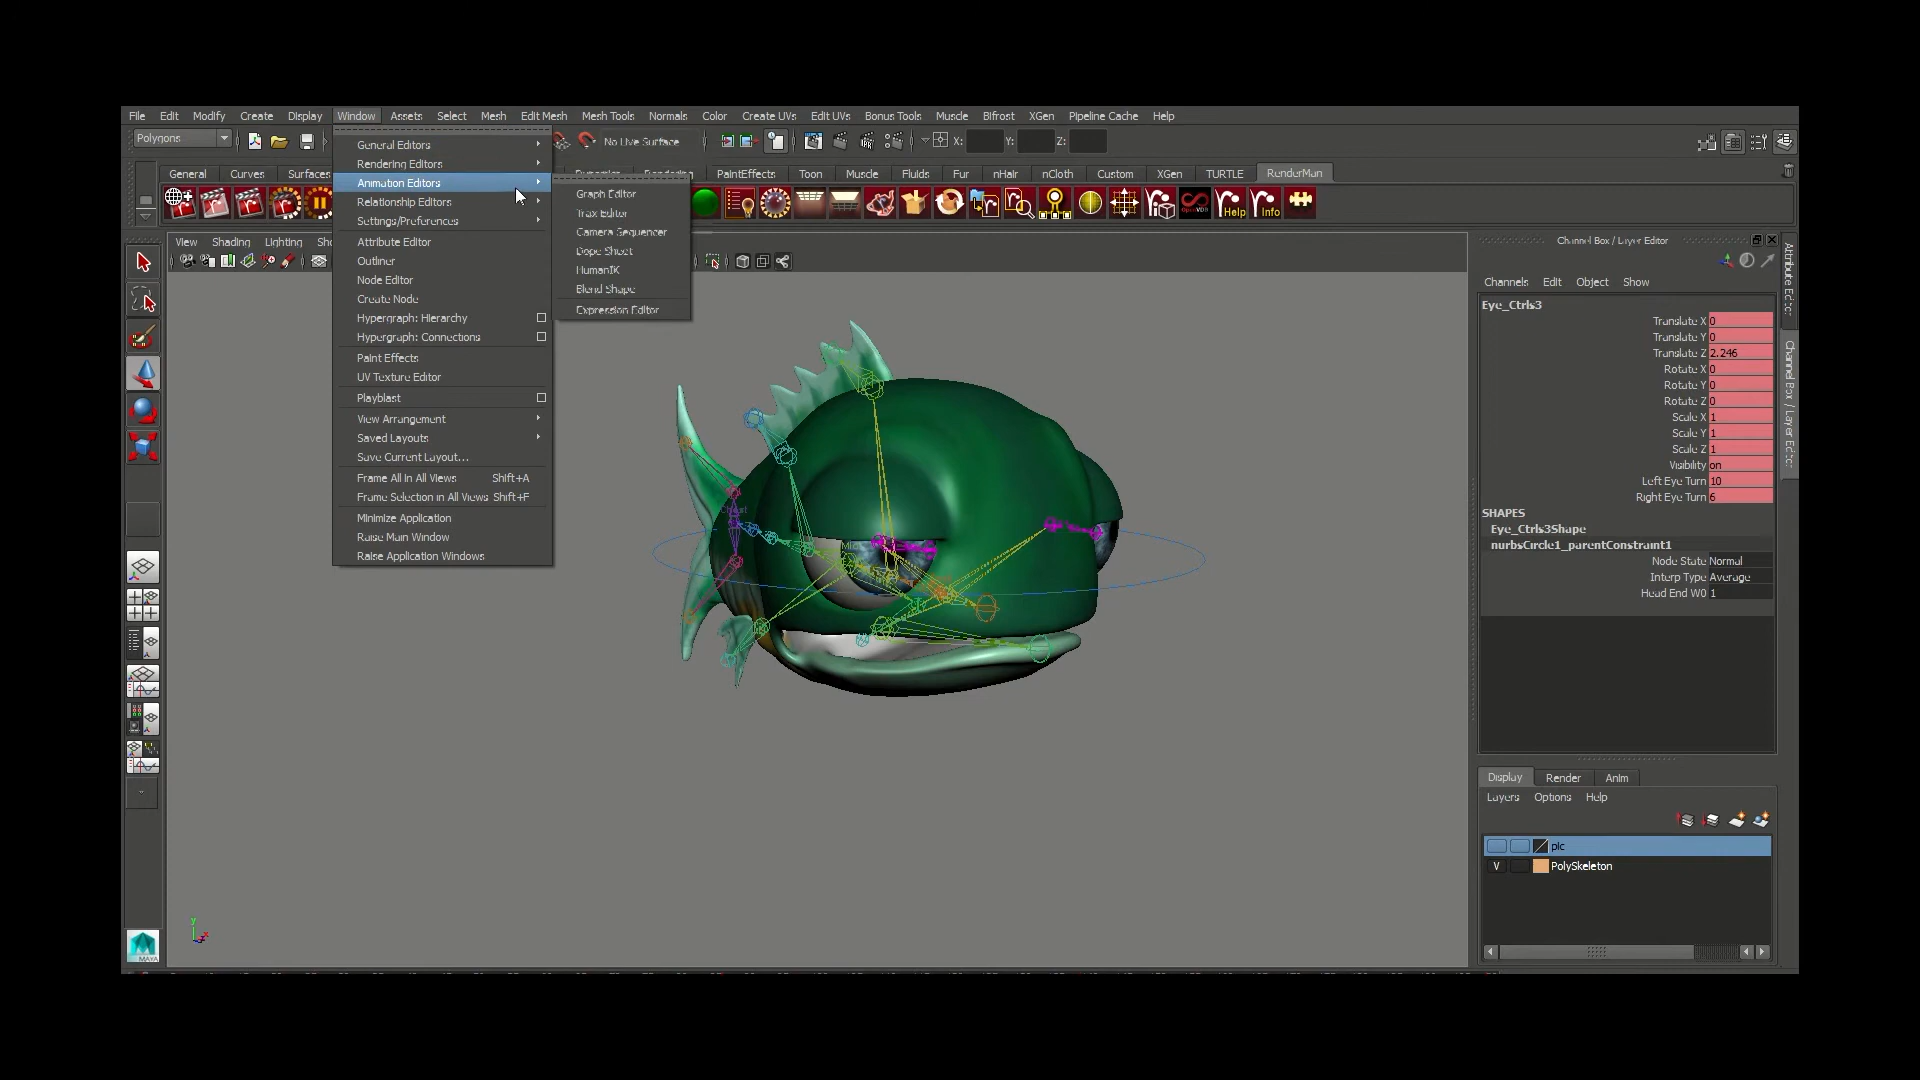 File Edit Modify Create Display Window Assets Select Mesh Edit Mesh Mesh Tools Normals Color Create UVs Edit UVs Bonus Tools Muscle Bifrost XGen Pipeline Cache Help
Polygons No Live Surface X: Y: Z:
General Curves Surfaces PaintEffects Toon Muscle Fluids Fur nHair nCloth Custom XGen TURTLE RenderMan
Help Info
View Shading Lighting Sho
General Editors
Rendering Editors
Animation Editors
Relationship Editors
Settings/Preferences
Attribute Editor
Outliner
Node Editor
Create Node
Hypergraph: Hierarchy
Hypergraph: Connections
Paint Effects
UV Texture Editor
Playblast
View Arrangement
Saved Layouts
Save Current Layout...
Frame All in All Views Shift+A
Frame Selection in All Views Shift+F
Minimize Application
Raise Main Window
Raise Application Windows
Graph Editor
Trax Editor
Camera Sequencer
Dope Sheet
HumanIK
Blend Shape
Expression Editor
y
x
MAYA
Channel Box / Layer Editor
Channels Edit Object Show
Eye_Ctrls3
Translate X 0
Translate Y 0
Translate Z 2.246
Rotate X 0
Rotate Y 0
Rotate Z 0
Scale X 1
Scale Y 1
Scale Z 1
Visibility on
Left Eye Turn 10
Right Eye Turn 6
SHAPES
Eye_Ctrls3Shape
nurbsCircle1_parentConstraint1
Node State Normal
Interp Type Average
Head End W0 1
Attribute Editor
Channel Box / Layer Editor
Display Render Anim
Layers Options Help
plc
V PolySkeleton